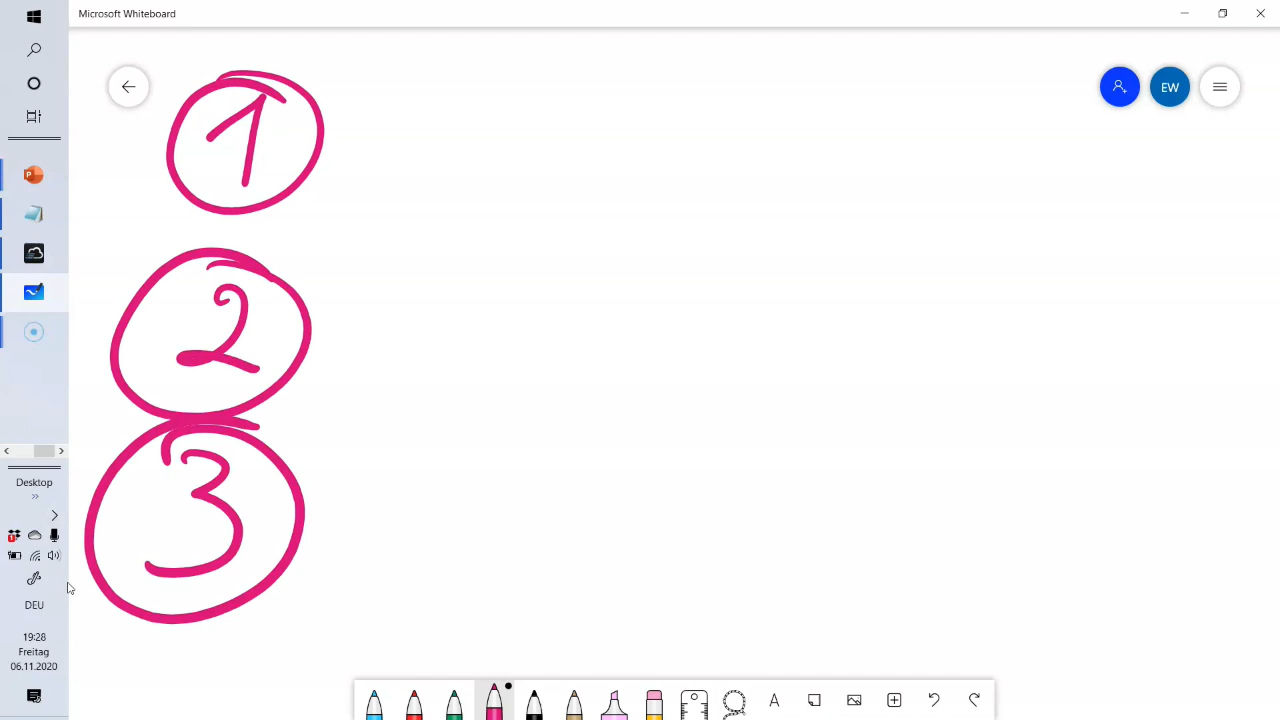 Microsoft Whiteboard
EW
1
2
3
Desktop
DEU
19:28
Freitag
06.11.2020
A